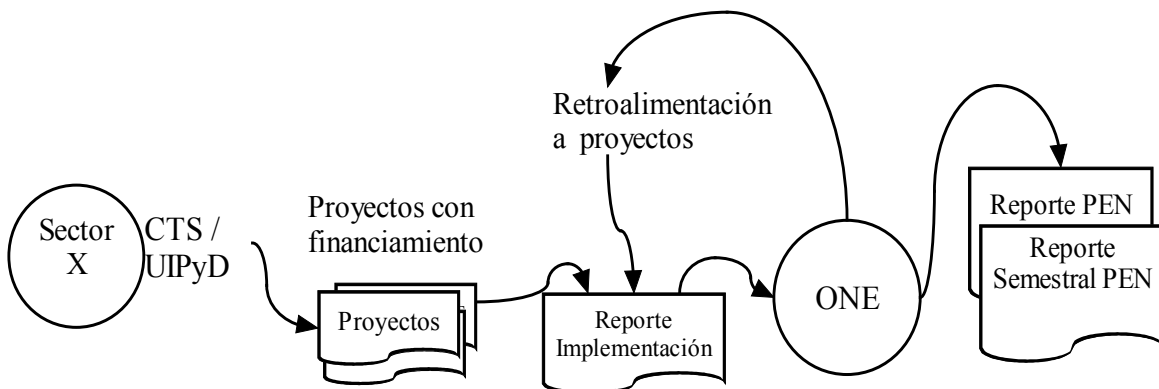 Sector
X
CTS /
UIPyD
Proyectos con
financiamiento
Proyectos
Retroalimentación
a proyectos
Reporte
Implementación
ONE
Reporte PEN
Reporte
Semestral PEN